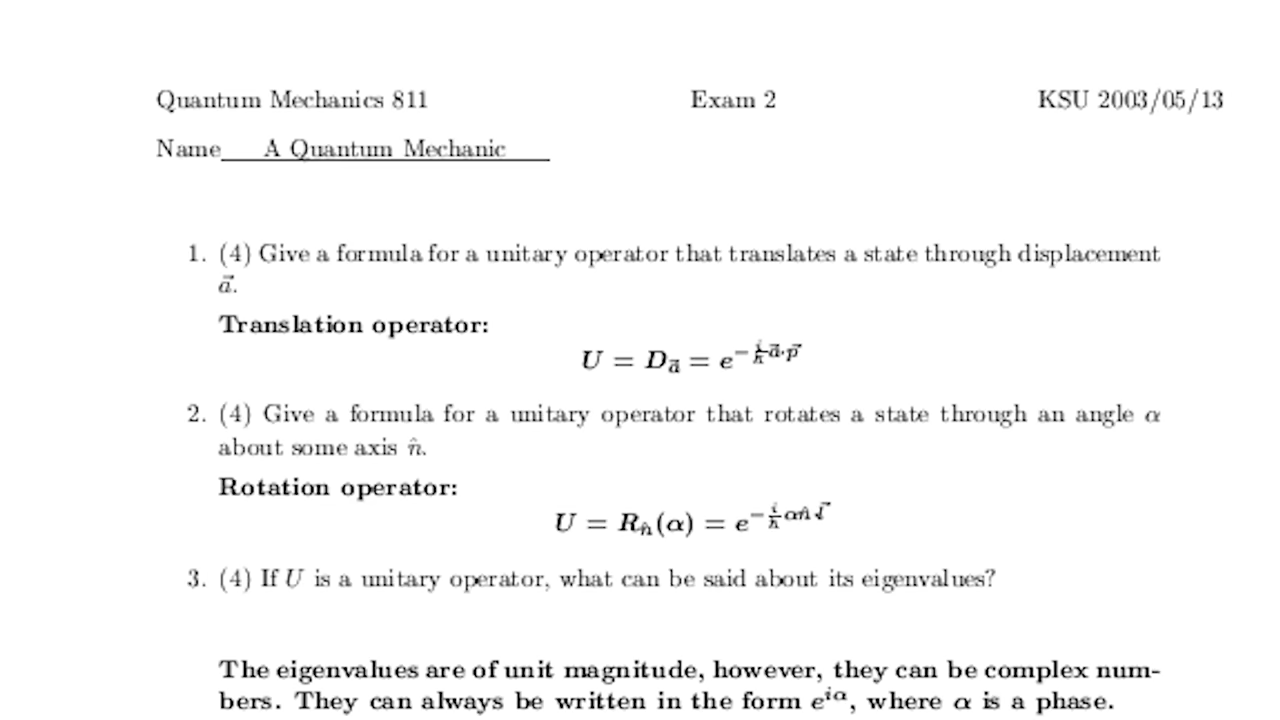 Quantum Mechanics 811 Exam 2 KSU 2003/05/13
Name A Quantum Mechanic
1. (4) Give a formula for a unitary operator that translates a state through displacement
a⃗.
Translation operator:
U = D_a⃗ = e^{-\frac{i}{ħ} a⃗·p⃗}
2. (4) Give a formula for a unitary operator that rotates a state through an angle α
about some axis n̂.
Rotation operator:
U = R_n̂(α) = e^{-\frac{i}{ħ} α n̂·l⃗}
3. (4) If U is a unitary operator, what can be said about its eigenvalues?
The eigenvalues are of unit magnitude, however, they can be complex num-
bers. They can always be written in the form e^{iα}, where α is a phase.